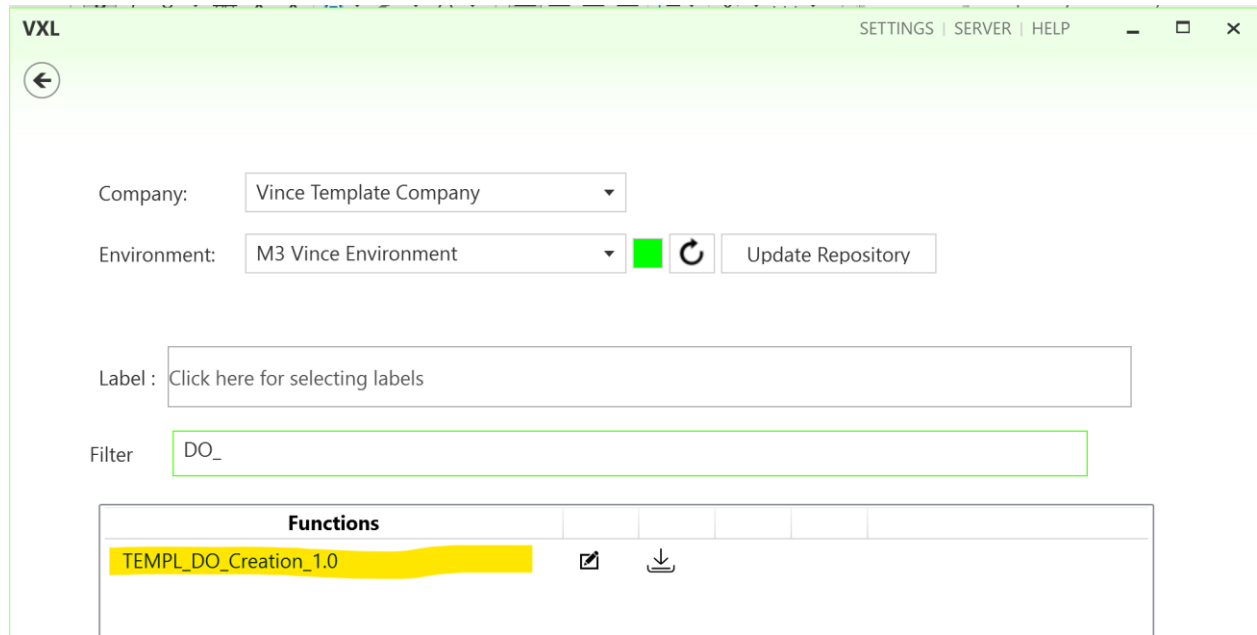 VXL SETTINGS | SERVER | HELP
Company: Vince Template Company
Environment: M3 Vince Environment Update Repository
Label : Click here for selecting labels
Filter DO_
Functions
TEMPL_DO_Creation_1.0